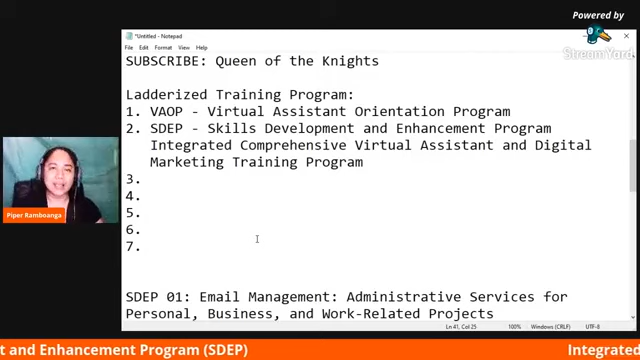 Powered by
StreamYard
*Untitled - Notepad
File Edit Format View Help
SUBSCRIBE: Queen of the Knights
Ladderized Training Program:
1. VAOP - Virtual Assistant Orientation Program
2. SDEP - Skills Development and Enhancement Program
Integrated Comprehensive Virtual Assistant and Digital
Marketing Training Program
3.
4.
5.
6.
7.
SDEP 01: Email Management: Administrative Services for
Personal, Business, and Work-Related Projects
Piper Ramboanga
Ln 41, Col 25 100% Windows (CRLF) UTF-8
t and Enhancement Program (SDEP) Integrated